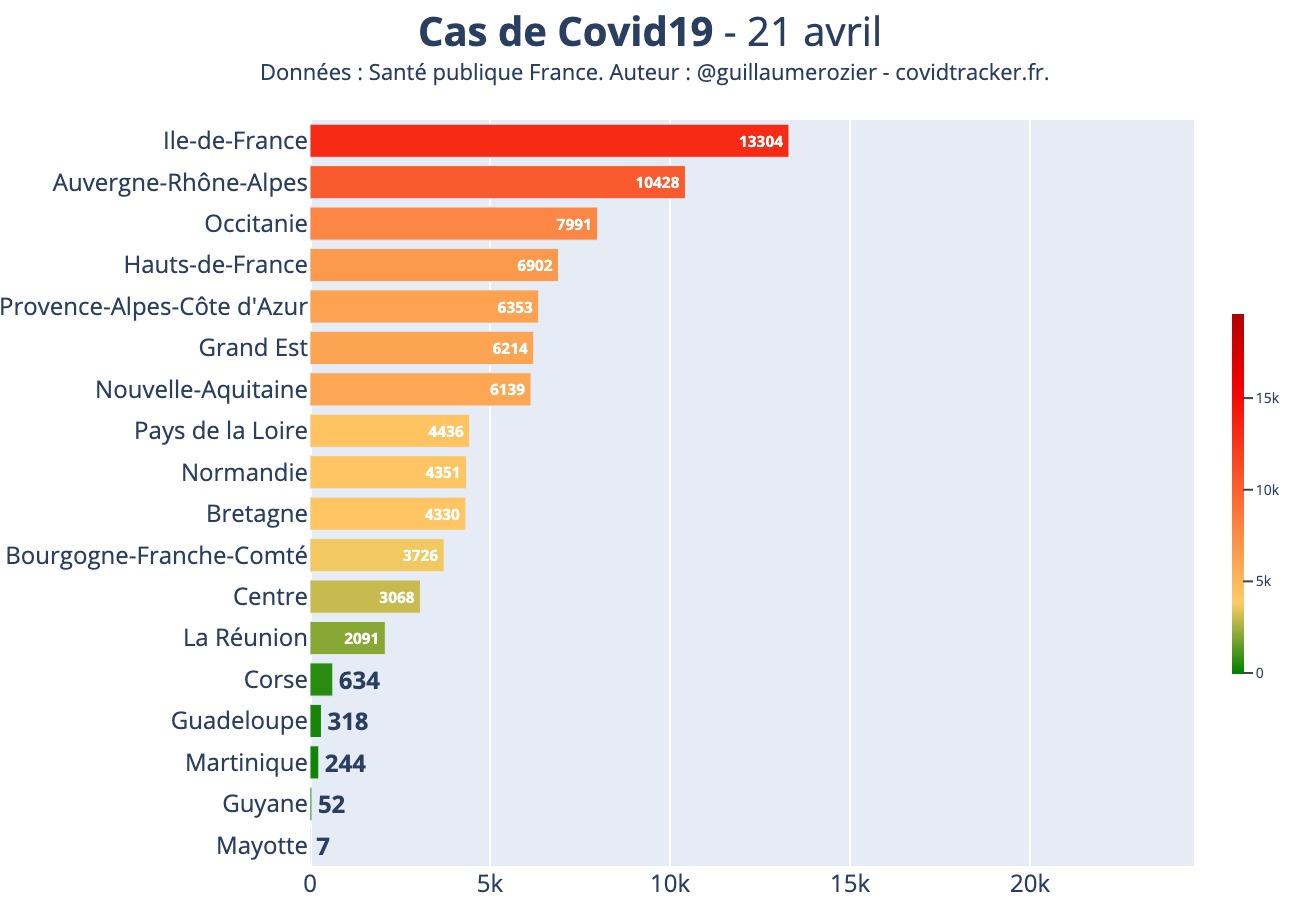 Cas de Covid19 - 21 avril
Données : Santé publique France. Auteur : @guillaumerozier - covidtracker.fr.
Ile-de-France 13304
Auvergne-Rhône-Alpes 10428
Occitanie 7991
Hauts-de-France 6902
Provence-Alpes-Côte d'Azur 6353
Grand Est 6214
Nouvelle-Aquitaine 6139
Pays de la Loire 4436
Normandie 4351
Bretagne 4330
Bourgogne-Franche-Comté 3726
Centre 3068
La Réunion 2091
Corse 634
Guadeloupe 318
Martinique 244
Guyane 52
Mayotte 7
0 5k 10k 15k 20k
15k
10k
5k
0